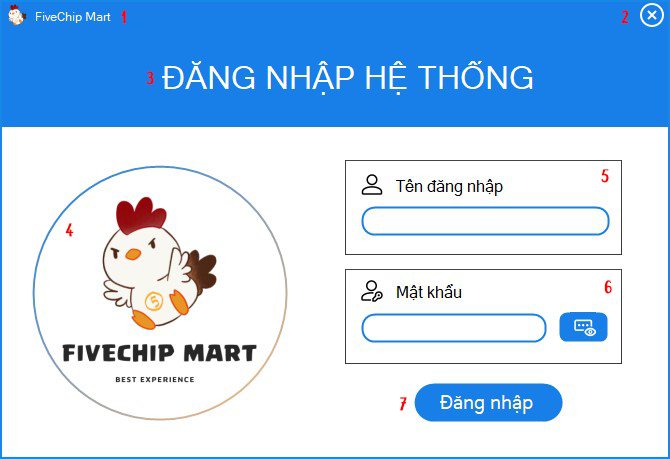 FiveChip Mart 1
2
3 ĐĂNG NHẬP HỆ THỐNG
4
5
FIVECHIP MART
BEST EXPERIENCE
Tên đăng nhập 5
Mật khẩu 6
7 Đăng nhập